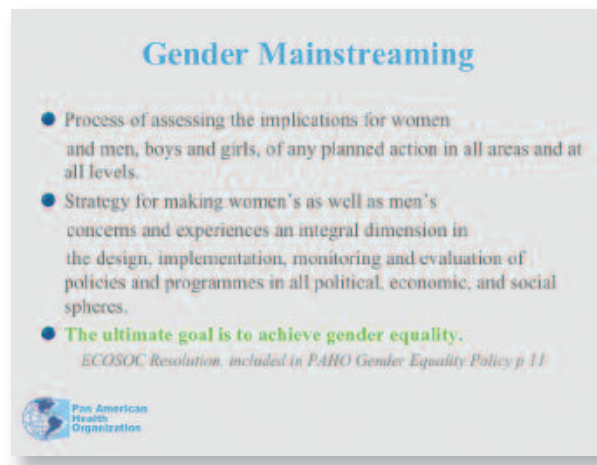 Gender Mainstreaming
Process of assessing the implications for women
and men, boys and girls, of any planned action in all areas and at
all levels.
Strategy for making women's as well as men's
concerns and experiences an integral dimension in
the design, implementation, monitoring and evaluation of
policies and programmes in all political, economic, and social
spheres.
The ultimate goal is to achieve gender equality.
ECOSOC Resolution, included in PAHO Gender Equality Policy p 11
Pan American
Health
Organization